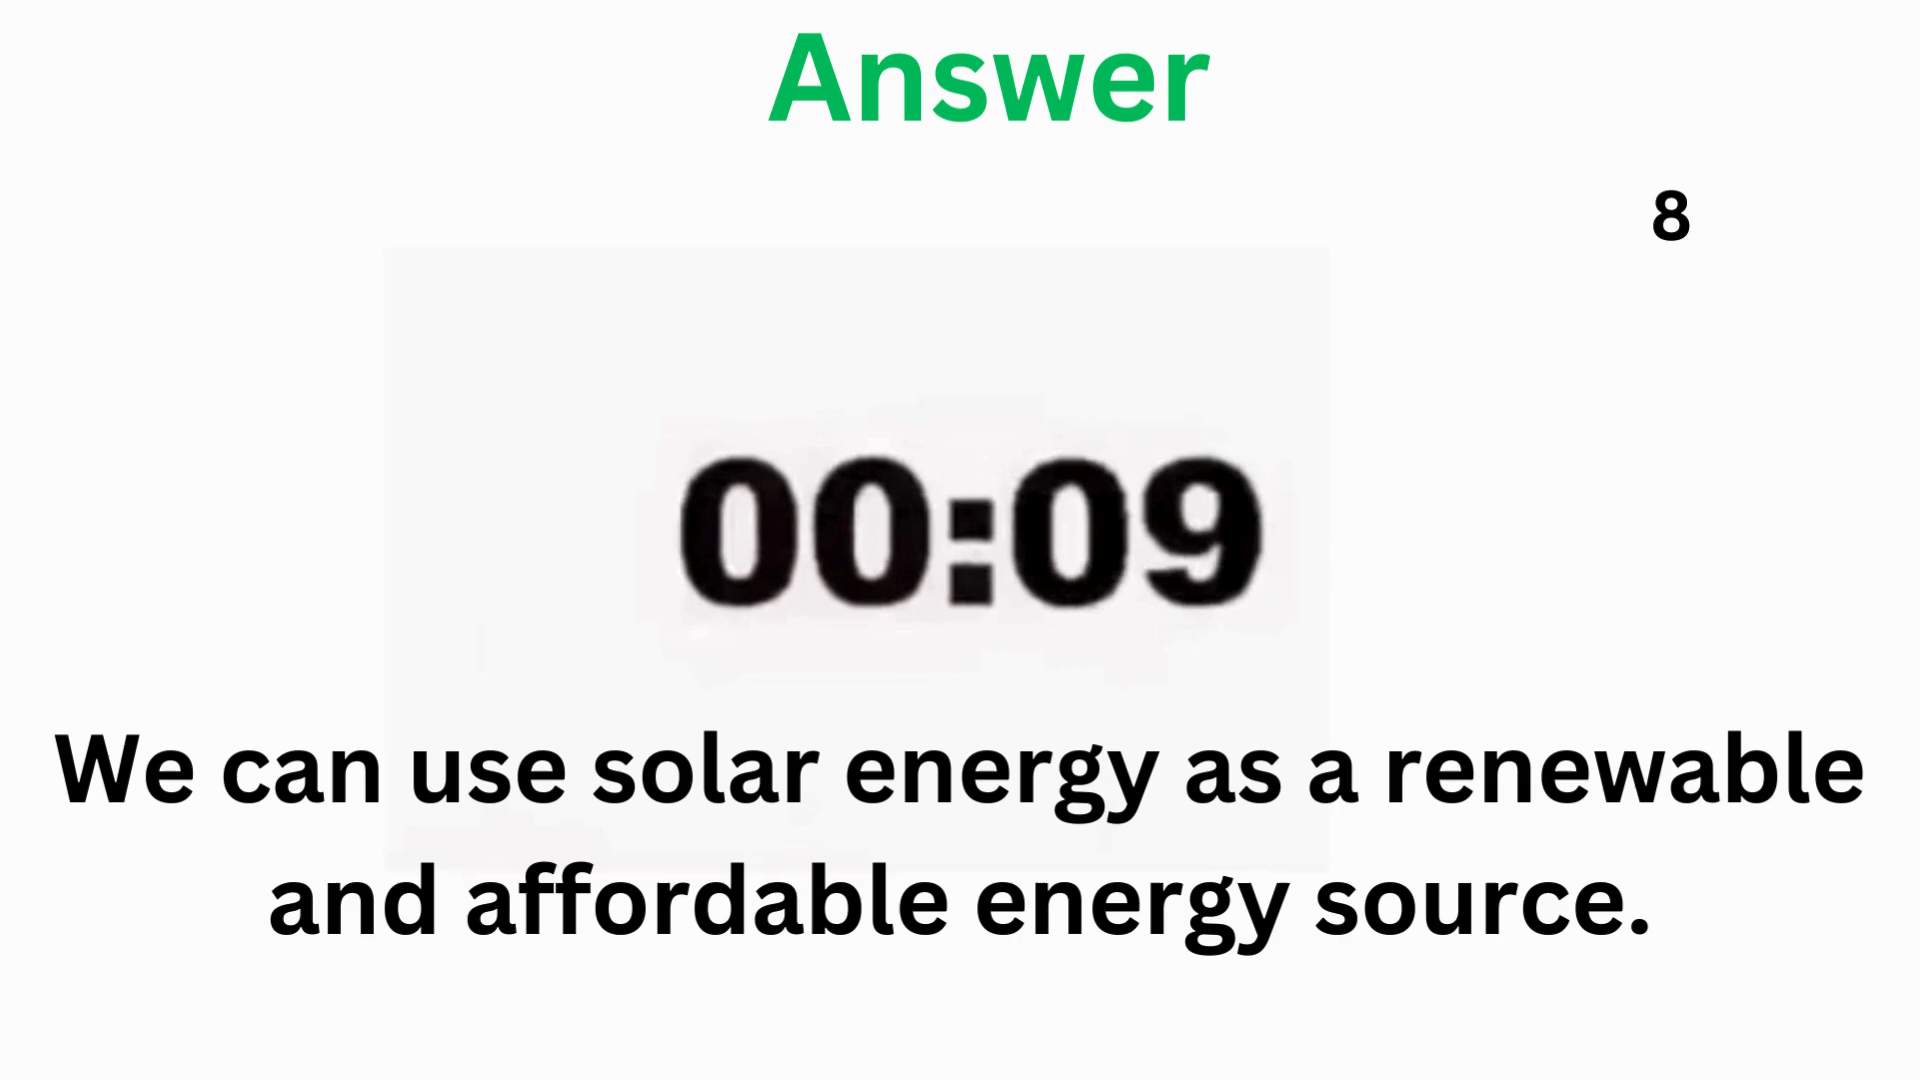 Answer
8
00:09
We can use solar energy as a renewable
and affordable energy source.